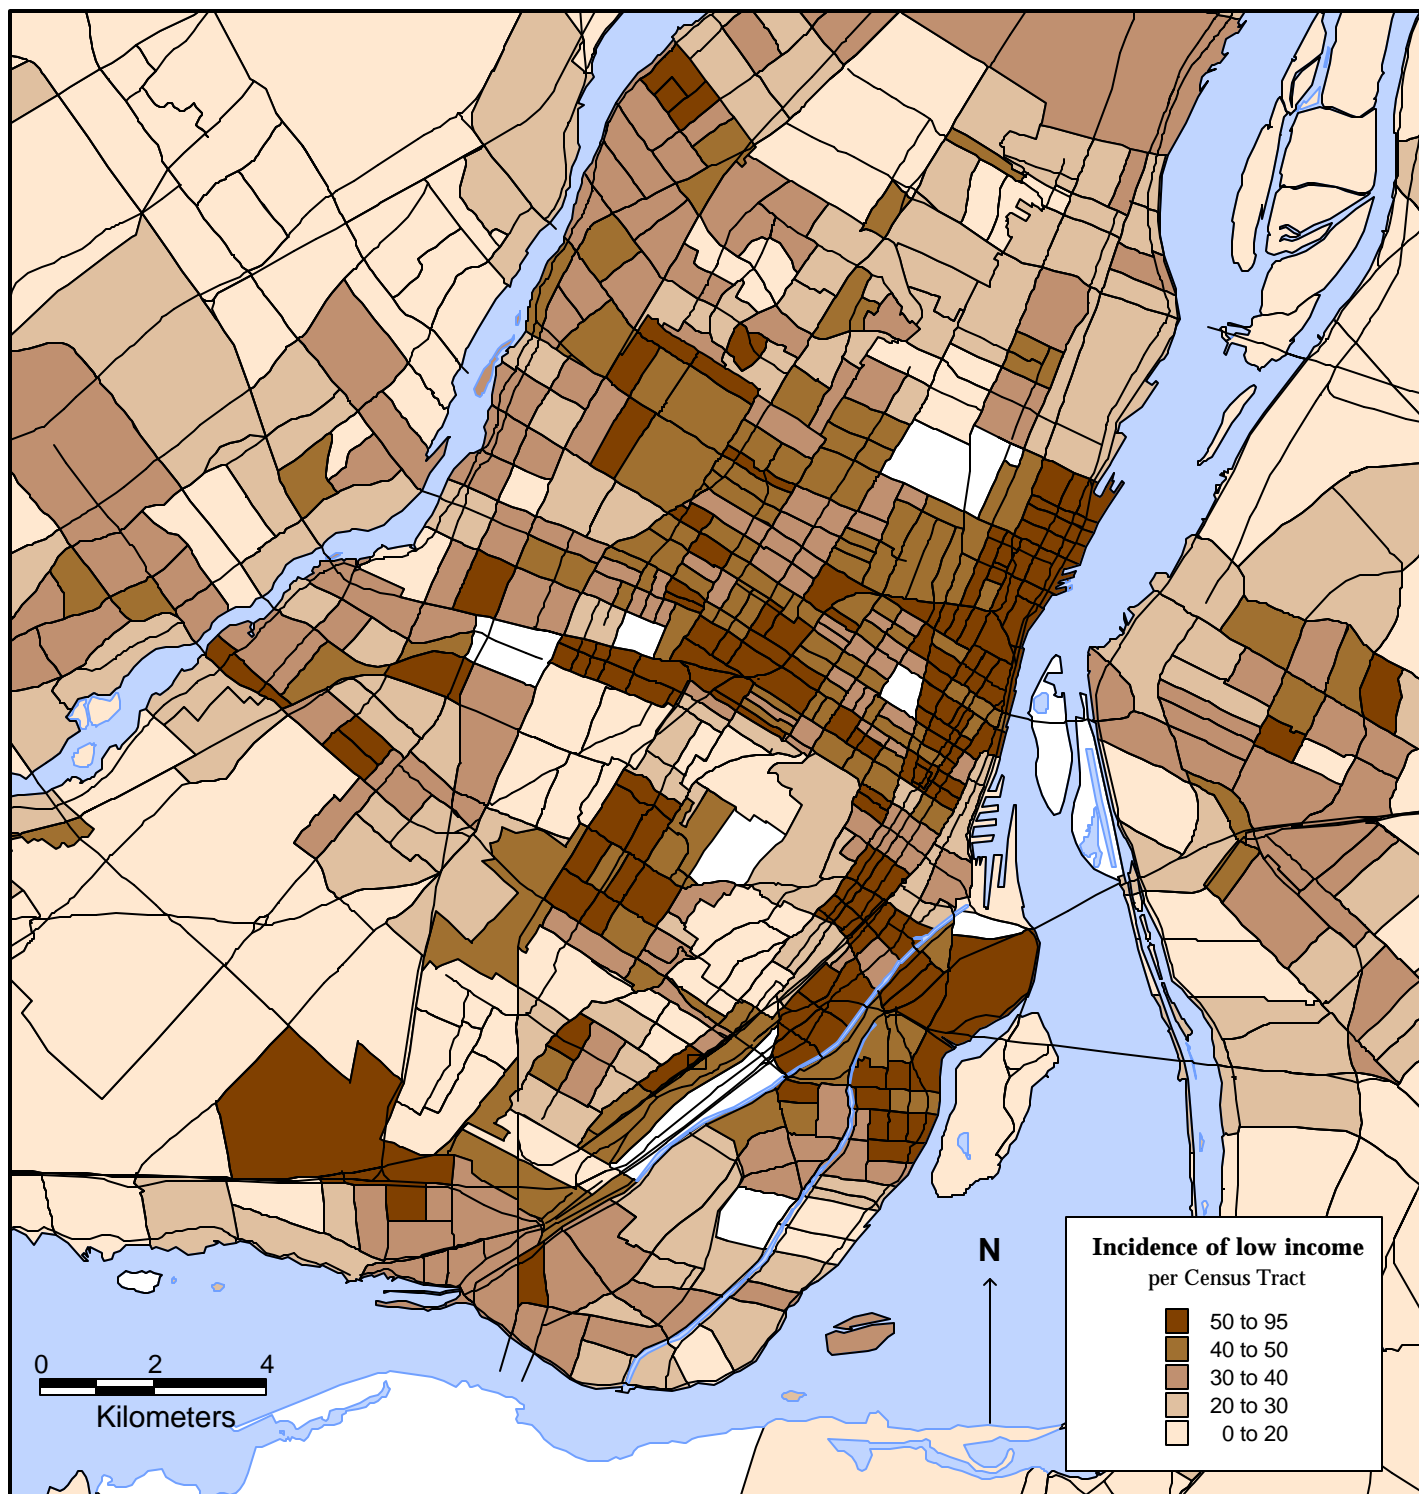 N
Incidence of low income
per Census Tract
50 to 95
40 to 50
30 to 40
20 to 30
0 to 20
0 2 4
Kilometers